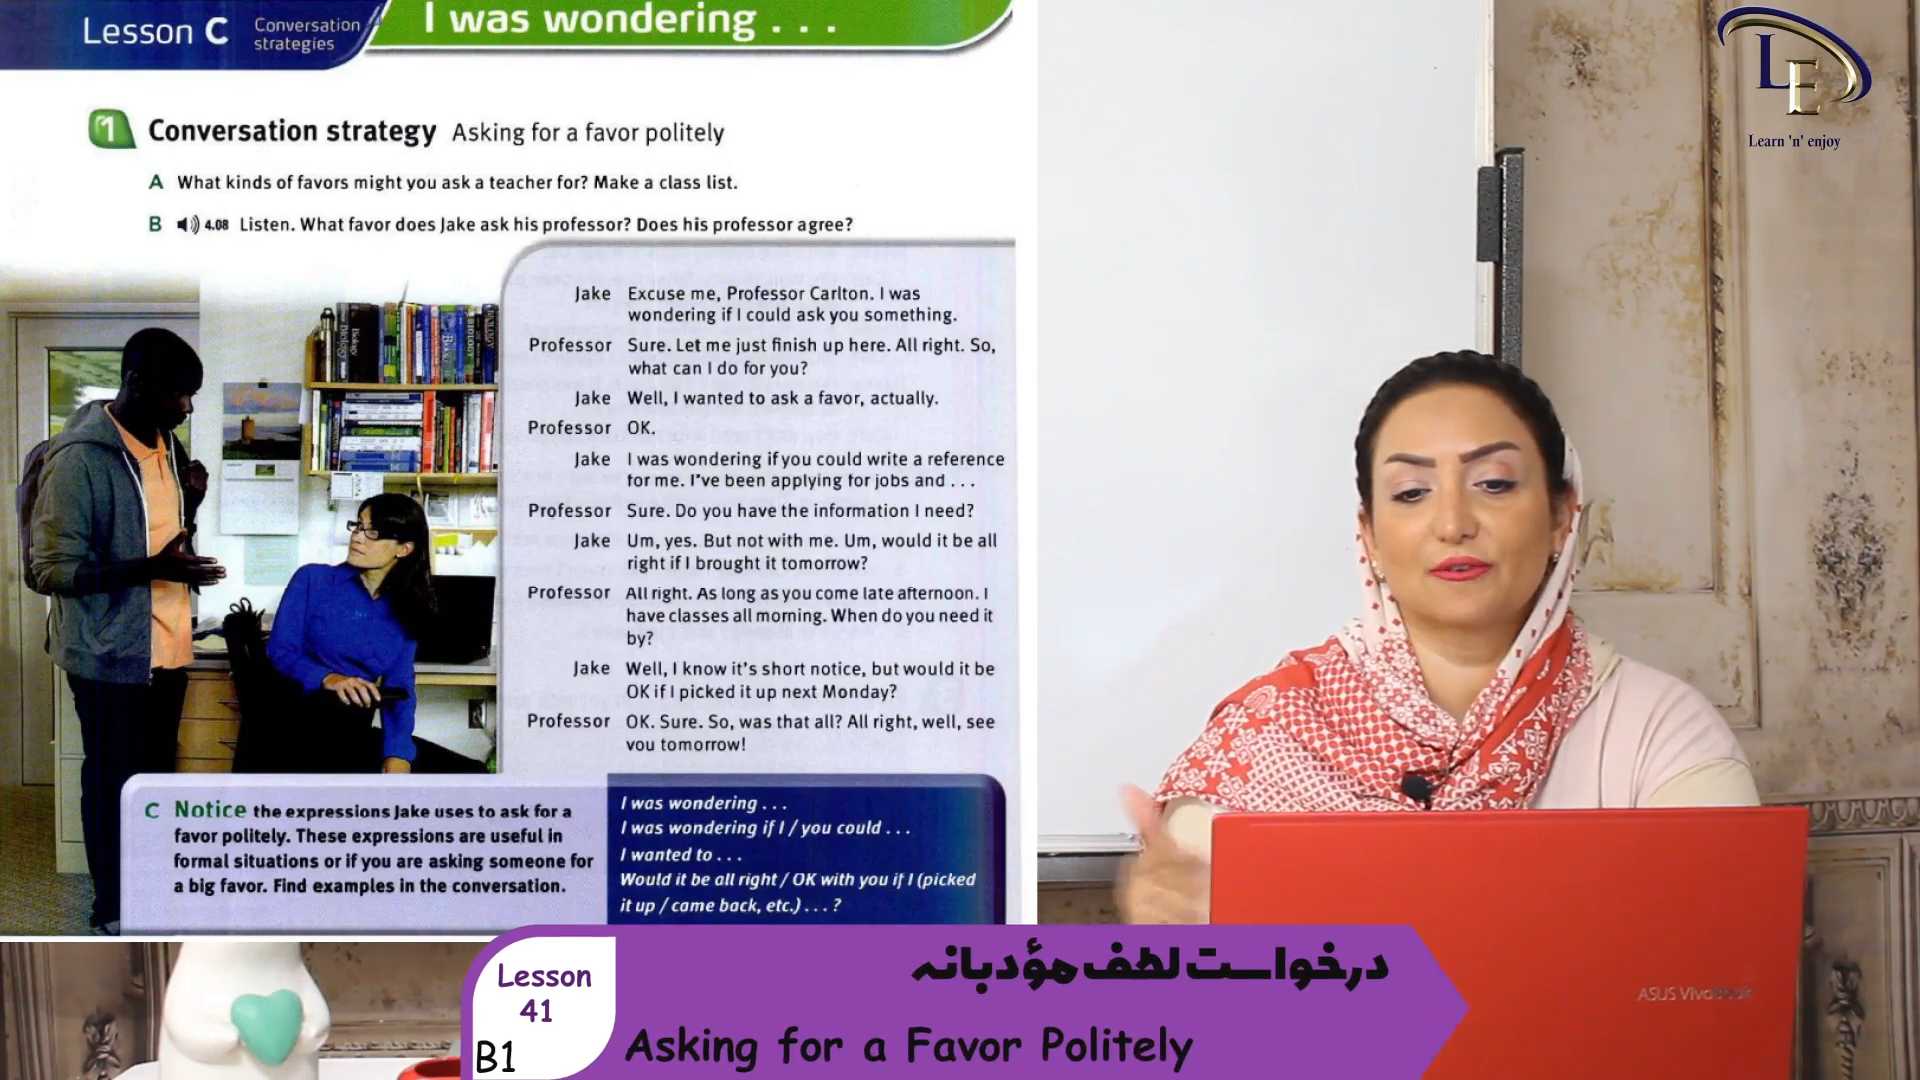 Lesson C
Conversation
strategies
I was wondering . . .
1 Conversation strategy Asking for a favor politely
A What kinds of favors might you ask a teacher for? Make a class list.
B 4.08 Listen. What favor does Jake ask his professor? Does his professor agree?
Jake Excuse me, Professor Carlton. I was
wondering if I could ask you something.
Professor Sure. Let me just finish up here. All right. So,
what can I do for you?
Jake Well, I wanted to ask a favor, actually.
Professor OK.
Jake I was wondering if you could write a reference
for me. I've been applying for jobs and . . .
Professor Sure. Do you have the information I need?
Jake Um, yes. But not with me. Um, would it be all
right if I brought it tomorrow?
Professor All right. As long as you come late afternoon. I
have classes all morning. When do you need it
by?
Jake Well, I know it's short notice, but would it be
OK if I picked it up next Monday?
Professor OK. Sure. So, was that all? All right, well, see
you tomorrow!
C Notice the expressions Jake uses to ask for a
favor politely. These expressions are useful in
formal situations or if you are asking someone for
a big favor. Find examples in the conversation.
I was wondering . . .
I was wondering if I / you could . . .
I wanted to . . .
Would it be all right / OK with you if I (picked
it up / came back, etc.) . . . ?
LE
Learn 'n' enjoy
ASUS VivoBook
Lesson
41
B1
درخواست لطف مؤدبانه
Asking for a Favor Politely